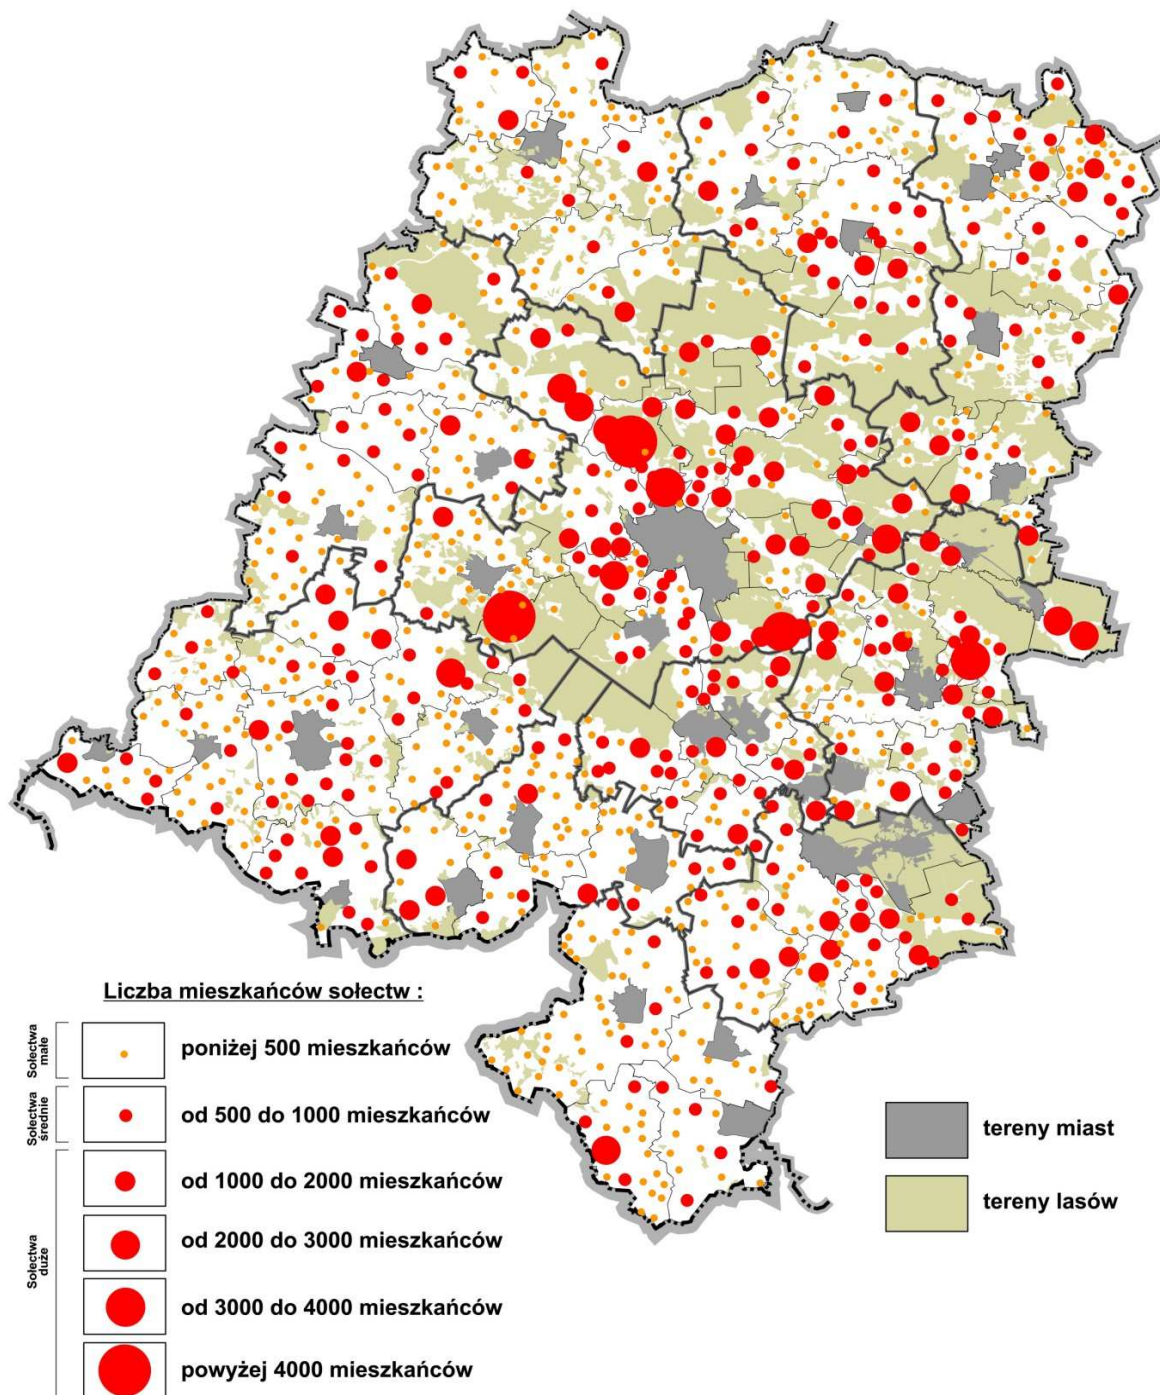 Liczba mieszkańców sołectw :
Sołectwa
małe
poniżej 500 mieszkańców
Sołectwa
średnie
od 500 do 1000 mieszkańców
Sołectwa
duże
od 1000 do 2000 mieszkańców
od 2000 do 3000 mieszkańców
od 3000 do 4000 mieszkańców
powyżej 4000 mieszkańców
tereny miast
tereny lasów